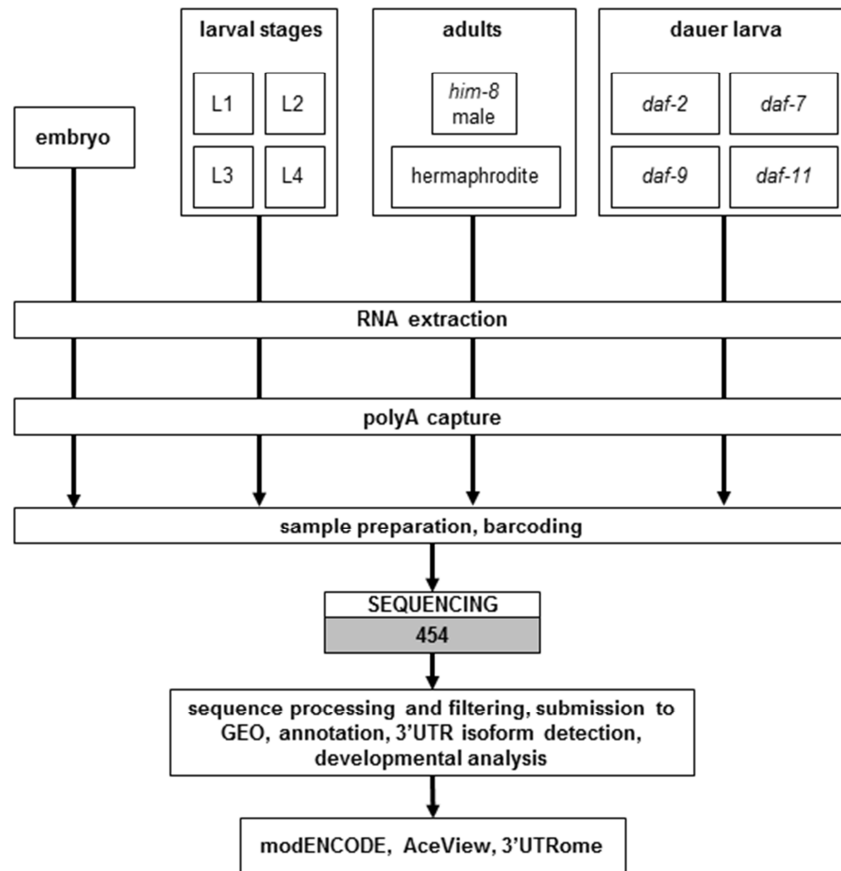 larval stages
L1
L2
L3
L4
adults
him-8
male
hermaphrodite
dauer larva
daf-2
daf-7
daf-9
daf-11
embryo
RNA extraction
polyA capture
sample preparation, barcoding
SEQUENCING
454
sequence processing and filtering, submission to
GEO, annotation, 3'UTR isoform detection,
developmental analysis
modENCODE, AceView, 3'UTRome